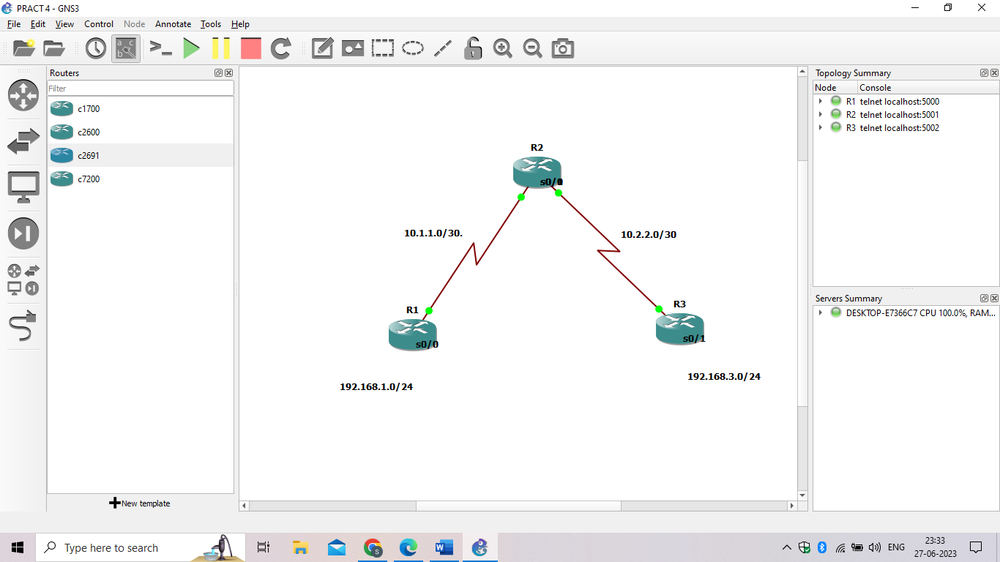 PRACT 4 - GNS3
File Edit View Control Node Annotate Tools Help
Routers
Filter
c1700
c2600
c2691
c7200
New template
R2
s0/0
10.1.1.0/30.
10.2.2.0/30
R1
s0/0
192.168.1.0/24
R3
s0/1
192.168.3.0/24
Topology Summary
Node Console
R1 telnet localhost:5000
R2 telnet localhost:5001
R3 telnet localhost:5002
Servers Summary
DESKTOP-E7366C7 CPU 100.0%, RAM...
Type here to search
ENG
23:33
27-06-2023